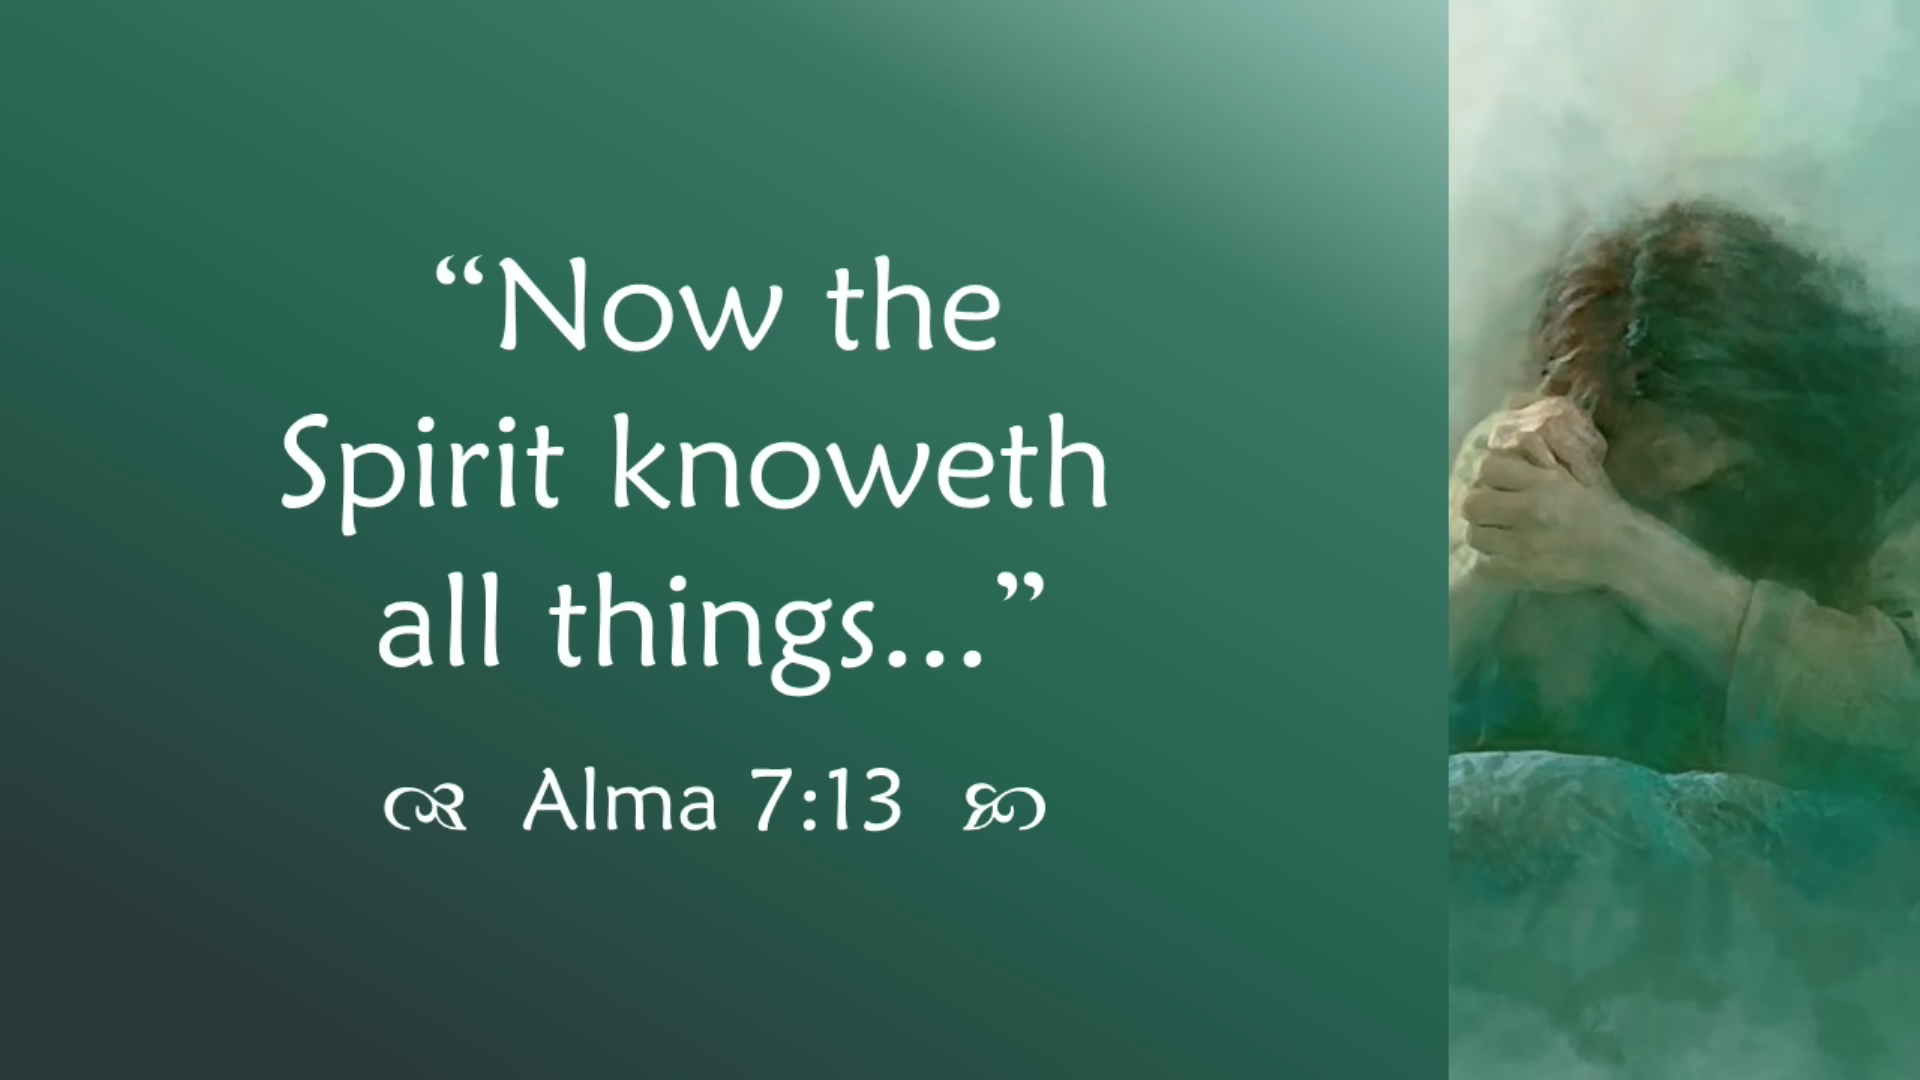 “Now the
Spirit knoweth
all things...”
Alma 7:13